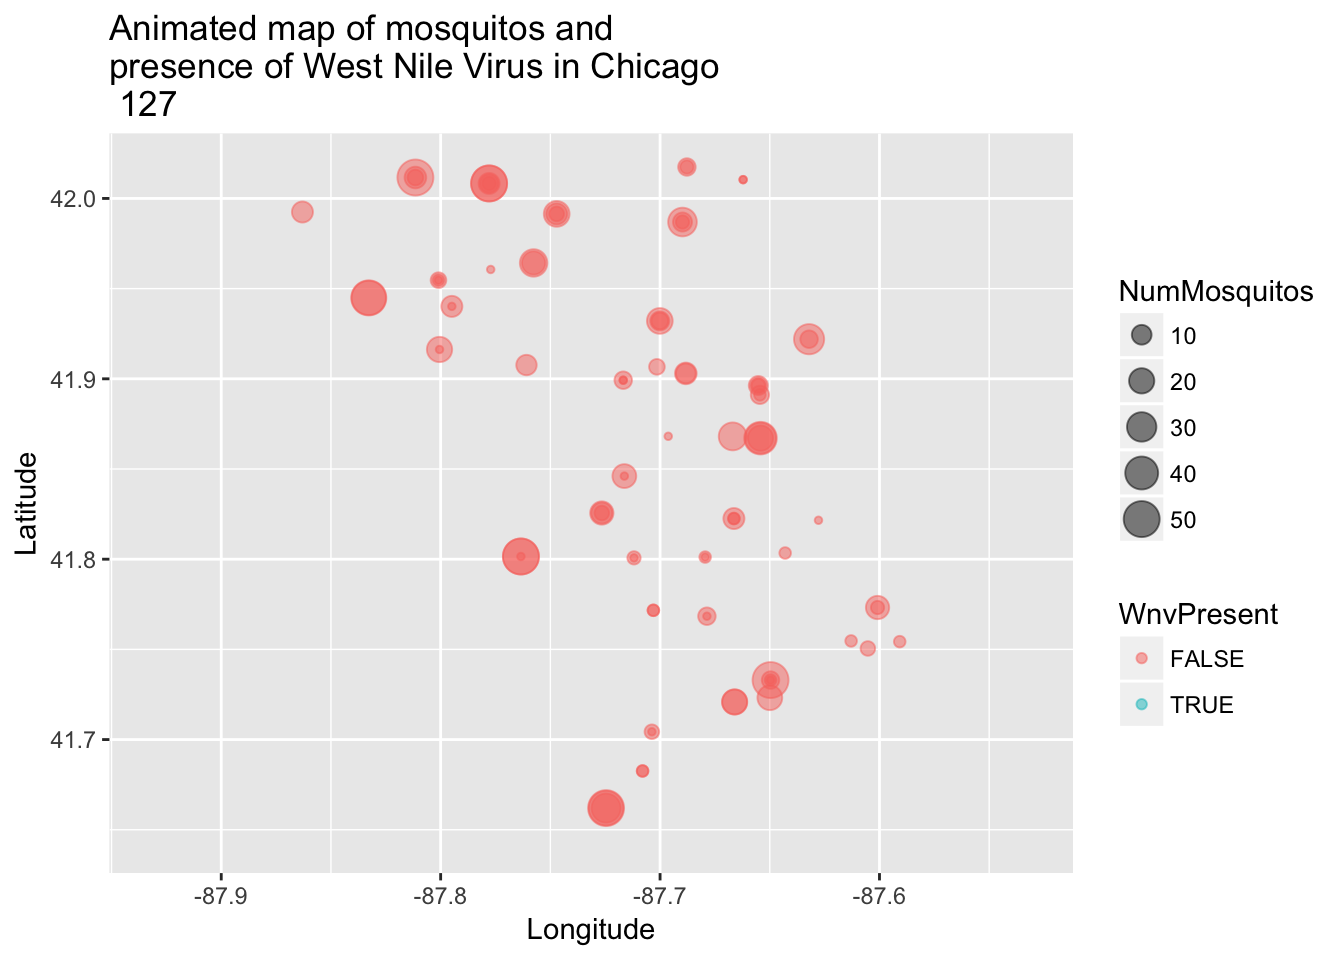 Animated map of mosquitos and
presence of West Nile Virus in Chicago
127
42.0
41.9
41.8
41.7
Latitude
-87.9
-87.8
-87.7
-87.6
Longitude
NumMosquitos
10
20
30
40
50
WnvPresent
FALSE
TRUE